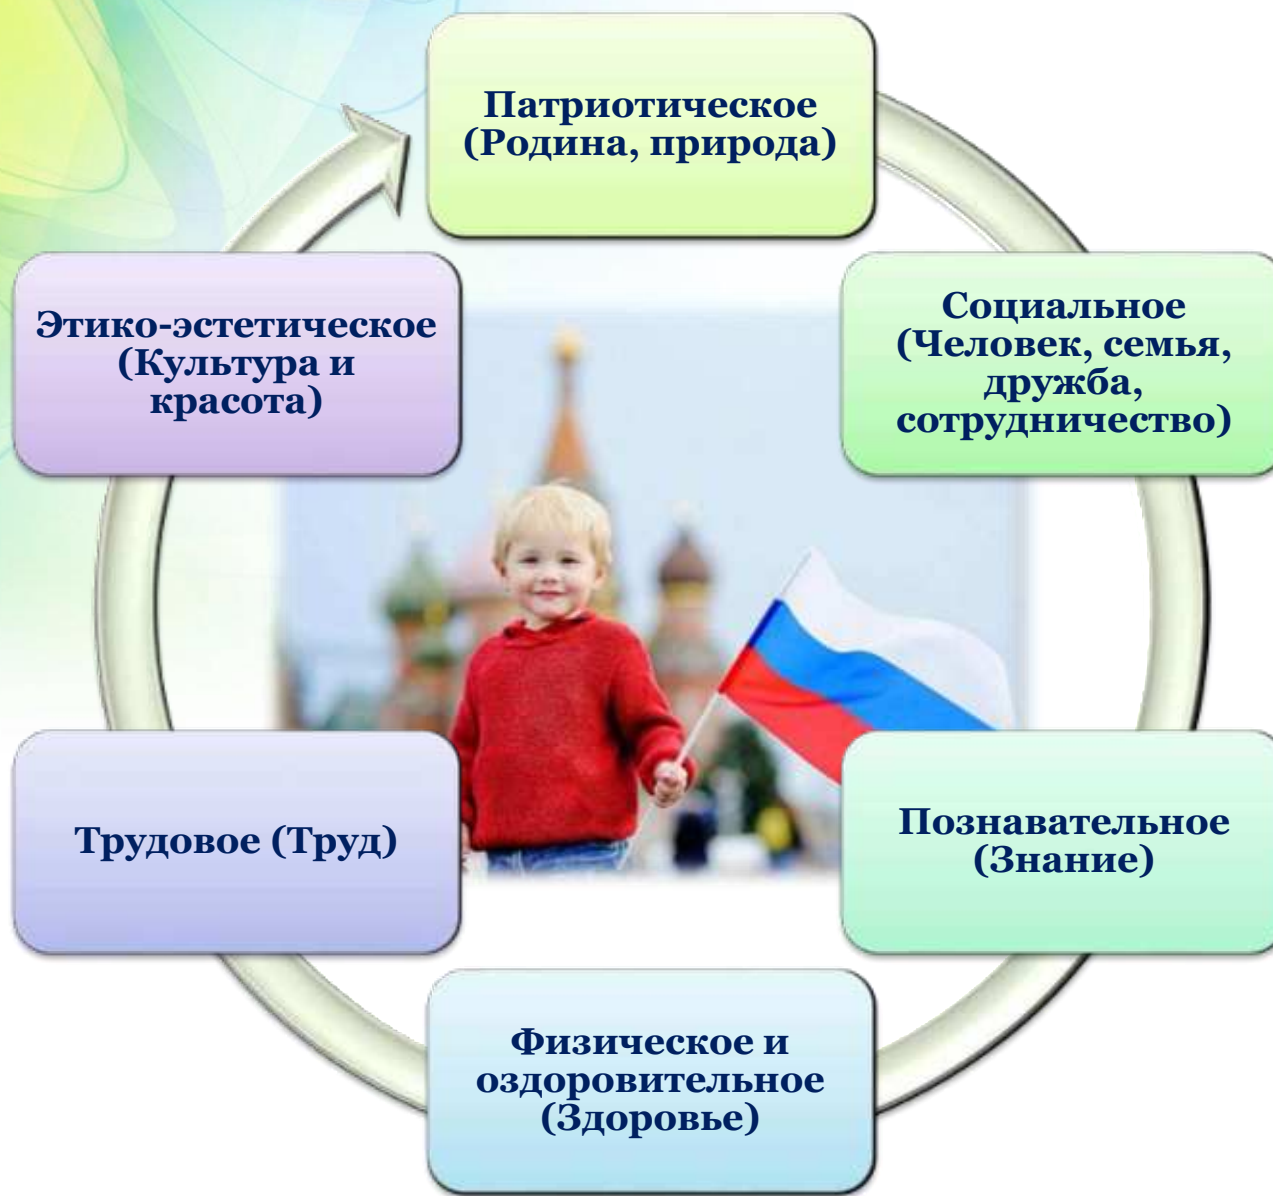 Патриотическое
(Родина, природа)
Социальное
(Человек, семья,
дружба,
сотрудничество)
Познавательное
(Знание)
Физическое и
оздоровительное
(Здоровье)
Трудовое (Труд)
Этико-эстетическое
(Культура и
красота)